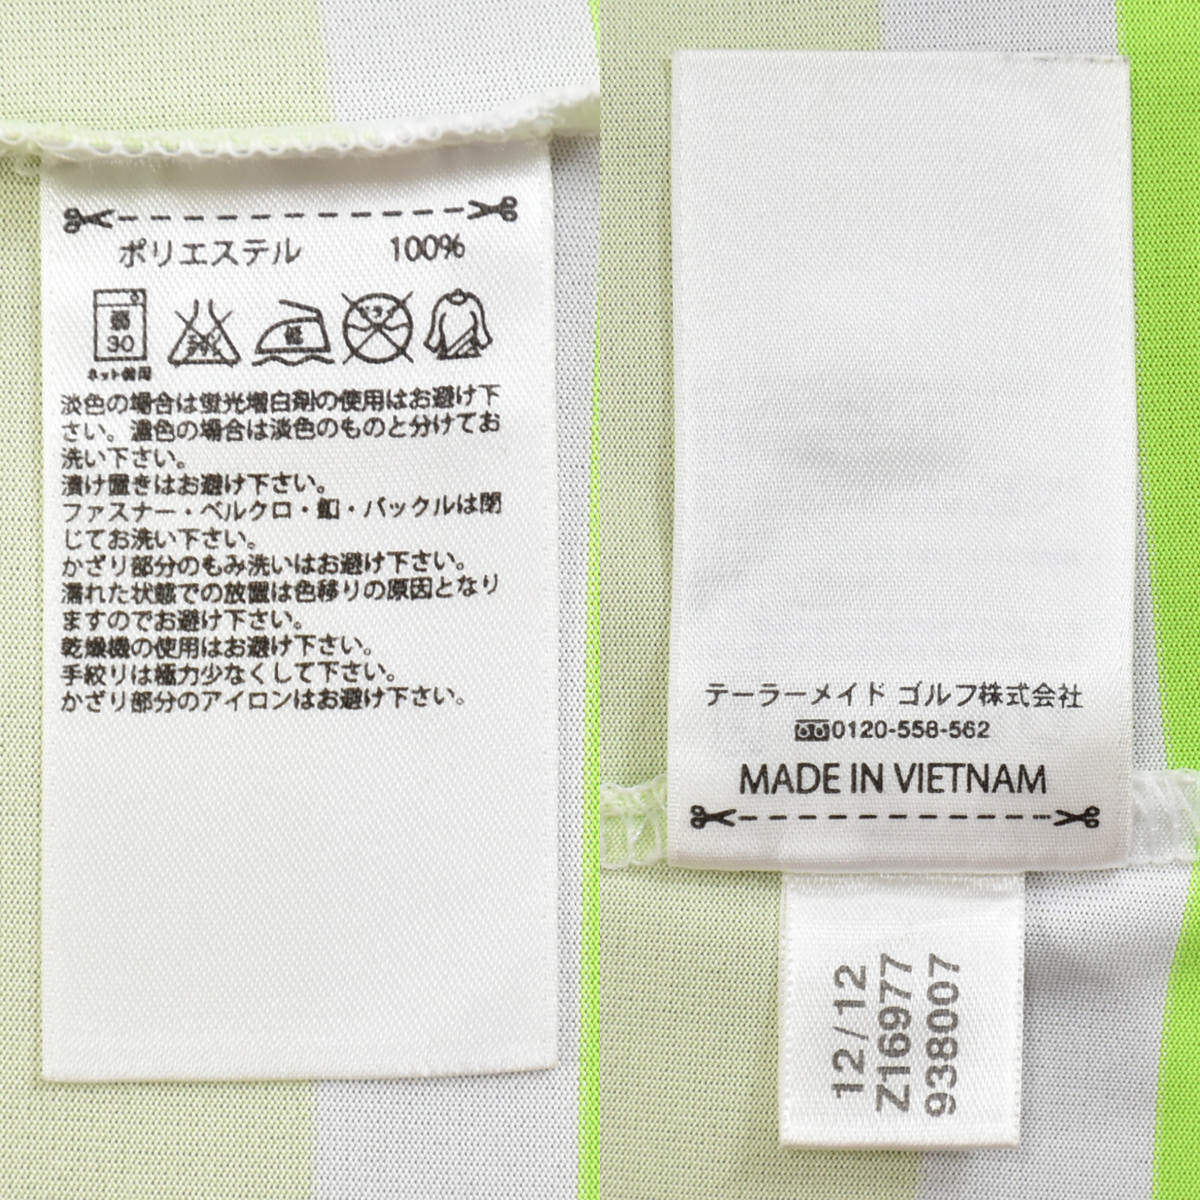 ポリエステル 100%
弱
30
ネット使用
低
淡色の場合は蛍光増白剤の使用はお避け下
さい。濃色の場合は淡色のものと分けてお
洗い下さい。
漬け置きはお避け下さい。
ファスナー・ベルクロ・釦・バックルは閉
じてお洗い下さい。
かざり部分のもみ洗いはお避け下さい。
濡れた状態での放置は色移りの原因となり
ますのでお避け下さい。
乾燥機の使用はお避け下さい。
手絞りは極力少なくして下さい。
かざり部分のアイロンはお避け下さい。
テーラーメイド ゴルフ株式会社
0120-558-562
MADE IN VIETNAM
12/12
Z16977
938007